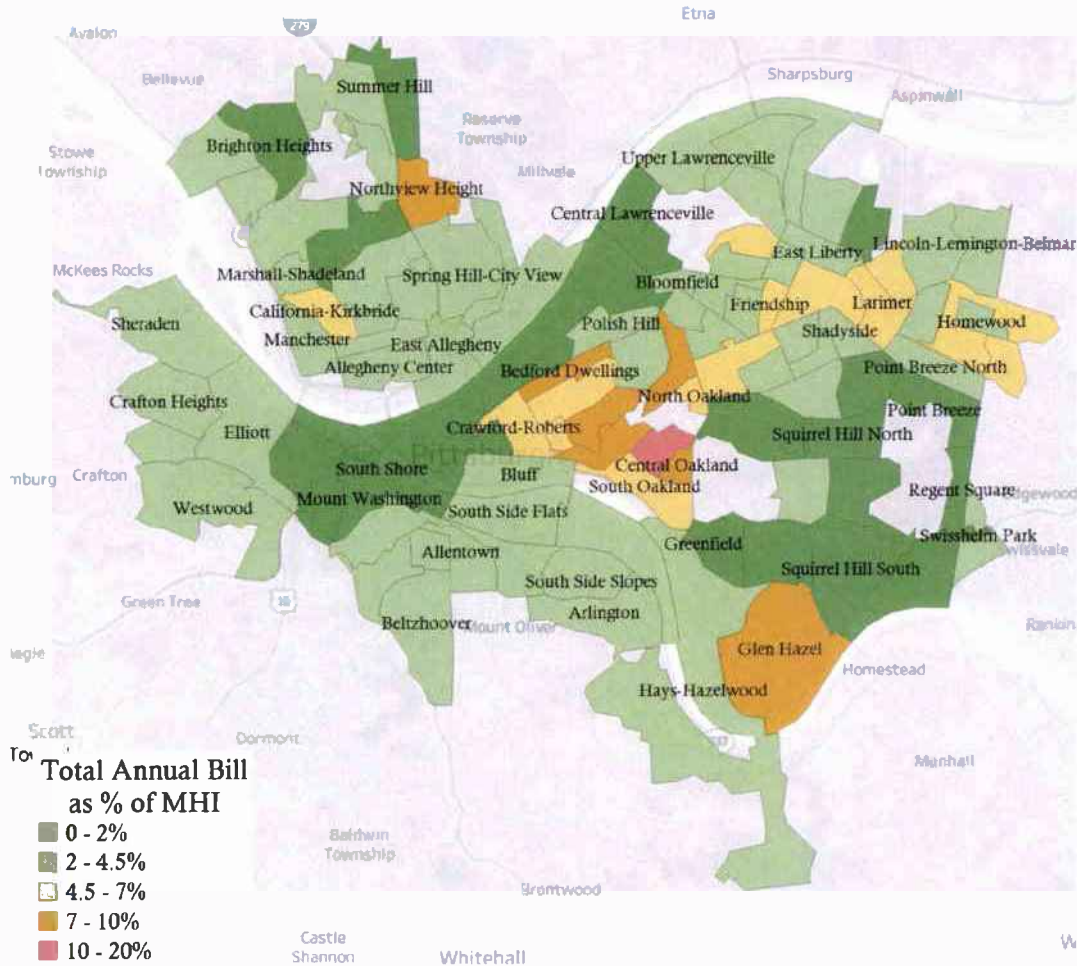 Etna
Avalon
279
Bellevue
Summer Hill
Sharpsburg
Aspinwall
Reserve
Township
Stowe
Township
Brighton Heights
Upper Lawrenceville
Millvale
Northview Height
Central Lawrenceville
East Liberty
Lincoln-Lemington-Belmar
McKees Rocks
Marshall-Shadeland
Spring Hill-City View
Bloomfield
Friendship
Larimer
California-Kirkbride
Sheraden
Polish Hill
Shadyside
Homewood
Manchester
East Allegheny
Allegheny Center
Bedford Dwellings
Point Breeze North
North Oakland
Crafton Heights
Point Breeze
Elliott
Crawford-Roberts
Squirrel Hill North
South Shore
Central Oakland
mburg
Crafton
Bluff
South Oakland
Regent Square
Mount Washington
Westwood
South Side Flats
Swisshelm Park
Greenfield
Swissvale
Allentown
Squirrel Hill South
South Side Slopes
Green Tree
Arlington
Beltzhoover
Mount Oliver
Rankin
Glen Hazel
Homestead
Hays-Hazelwood
Scott
Dormont
Munhall
Total Annual Bill
as % of MHI
0 - 2%
2 - 4.5%
4.5 - 7%
7 - 10%
10 - 20%
Baldwin
Township
Brentwood
Castle
Shannon
Whitehall